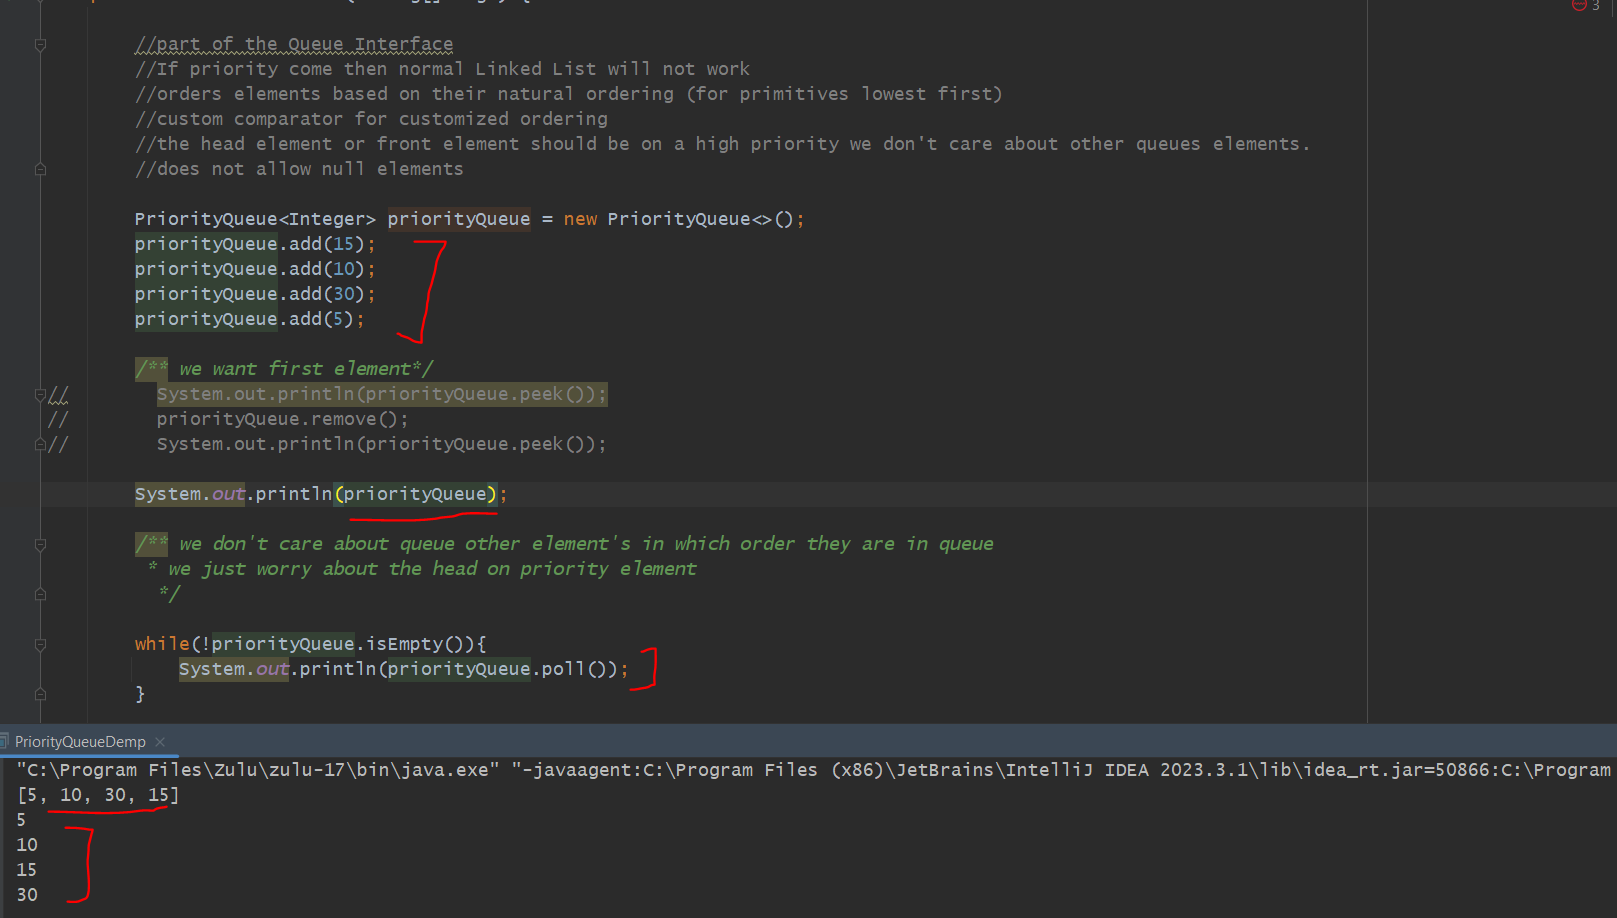 3
//part of the Queue Interface
//If priority come then normal Linked List will not work
//orders elements based on their natural ordering (for primitives lowest first)
//custom comparator for customized ordering
//the head element or front element should be on a high priority we don't care about other queues elements.
//does not allow null elements
PriorityQueue<Integer> priorityQueue = new PriorityQueue<>();
priorityQueue.add(15);
priorityQueue.add(10);
priorityQueue.add(30);
priorityQueue.add(5);
/** we want first element*/
// System.out.println(priorityQueue.peek());
// priorityQueue.remove();
// System.out.println(priorityQueue.peek());
System.out.println(priorityQueue);
/** we don't care about queue other element's in which order they are in queue
* we just worry about the head on priority element
*/
while(!priorityQueue.isEmpty()){
System.out.println(priorityQueue.poll());
}
PriorityQueueDemp ×
"C:\Program Files\Zulu\zulu-17\bin\java.exe" "-javaagent:C:\Program Files (x86)\JetBrains\IntelliJ IDEA 2023.3.1\lib\idea_rt.jar=50866:C:\Program
[5, 10, 30, 15]
5
10
15
30